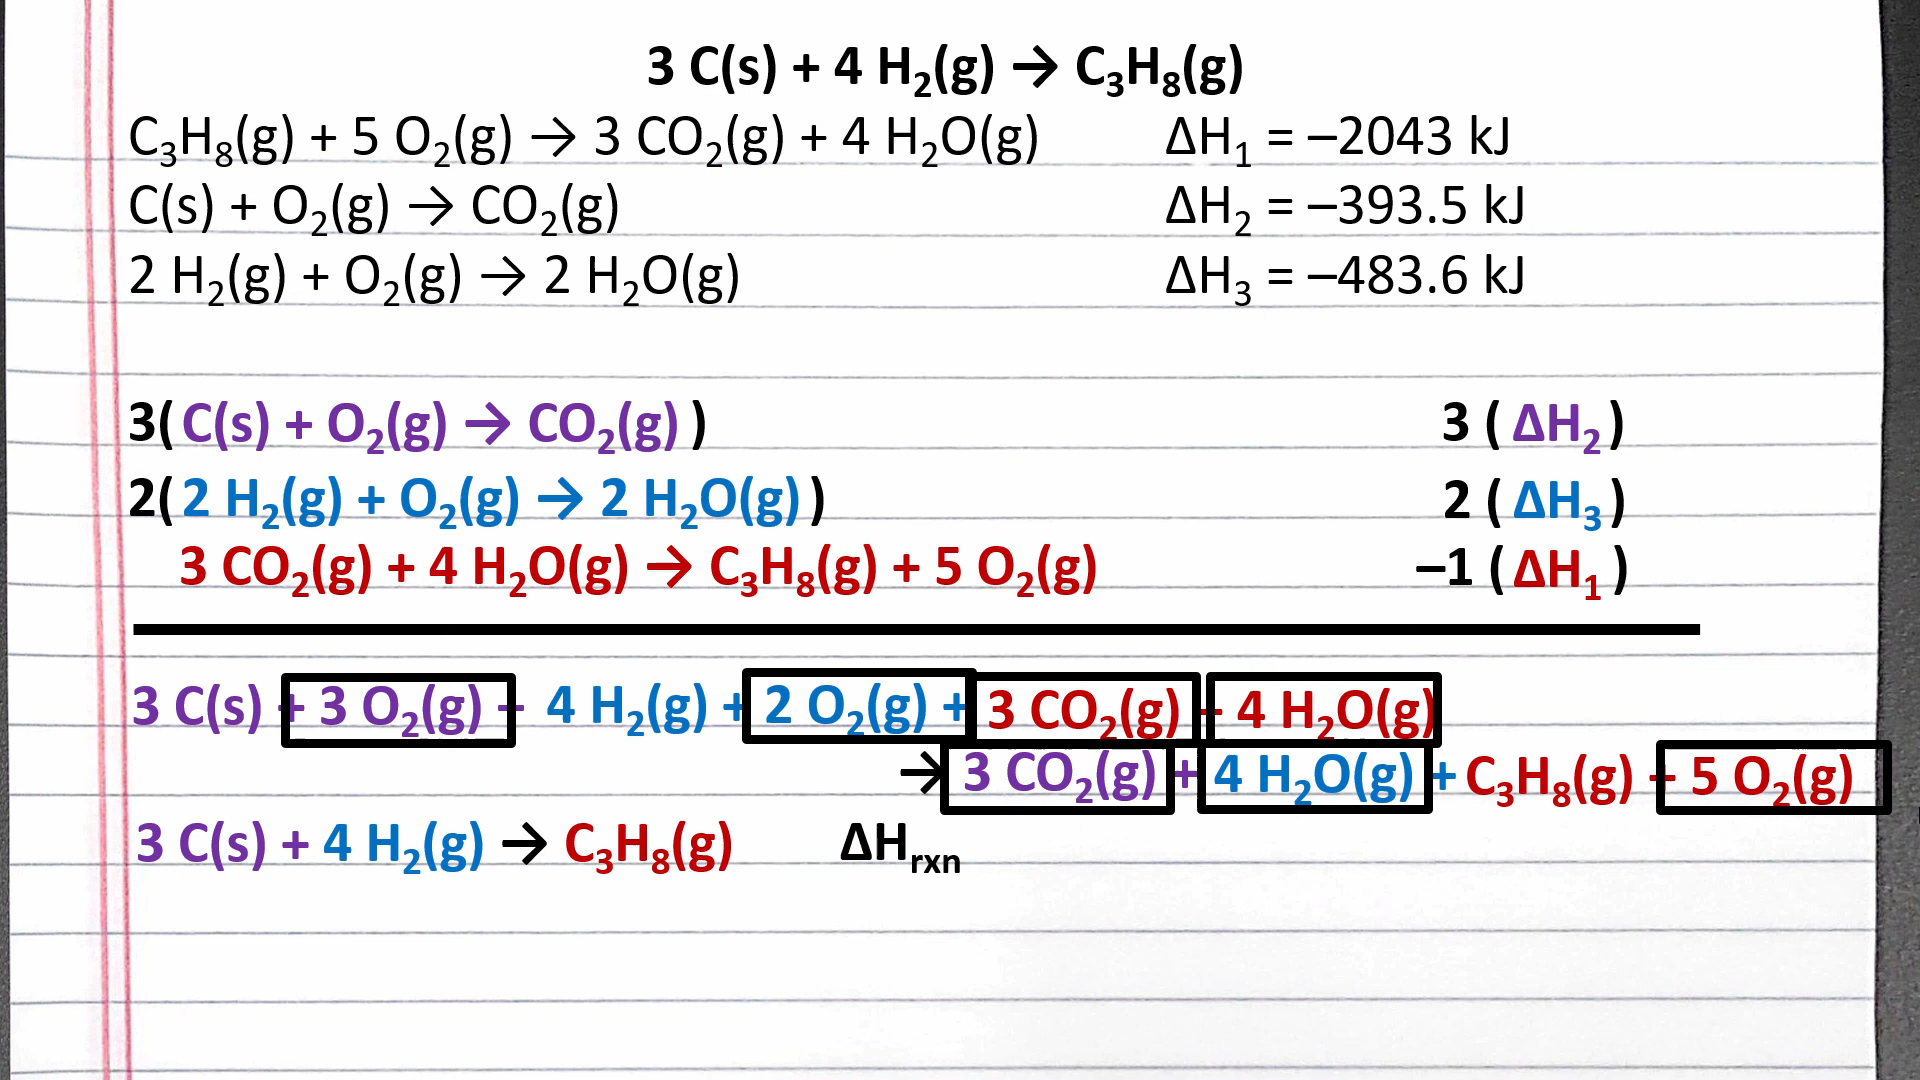 3 C(s) + 4 H₂(g) → C₃H₈(g)
C₃H₈(g) + 5 O₂(g) → 3 CO₂(g) + 4 H₂O(g) ΔH₁ = –2043 kJ
C(s) + O₂(g) → CO₂(g) ΔH₂ = –393.5 kJ
2 H₂(g) + O₂(g) → 2 H₂O(g) ΔH₃ = –483.6 kJ
3( C(s) + O₂(g) → CO₂(g) ) 3 ( ΔH₂ )
2( 2 H₂(g) + O₂(g) → 2 H₂O(g) ) 2 ( ΔH₃ )
3 CO₂(g) + 4 H₂O(g) → C₃H₈(g) + 5 O₂(g) –1 ( ΔH₁ )
3 C(s) + 3 O₂(g) + 4 H₂(g) + 2 O₂(g) + 3 CO₂(g) + 4 H₂O(g)
→ 3 CO₂(g) + 4 H₂O(g) + C₃H₈(g) + 5 O₂(g)
3 C(s) + 4 H₂(g) → C₃H₈(g) ΔHrxn